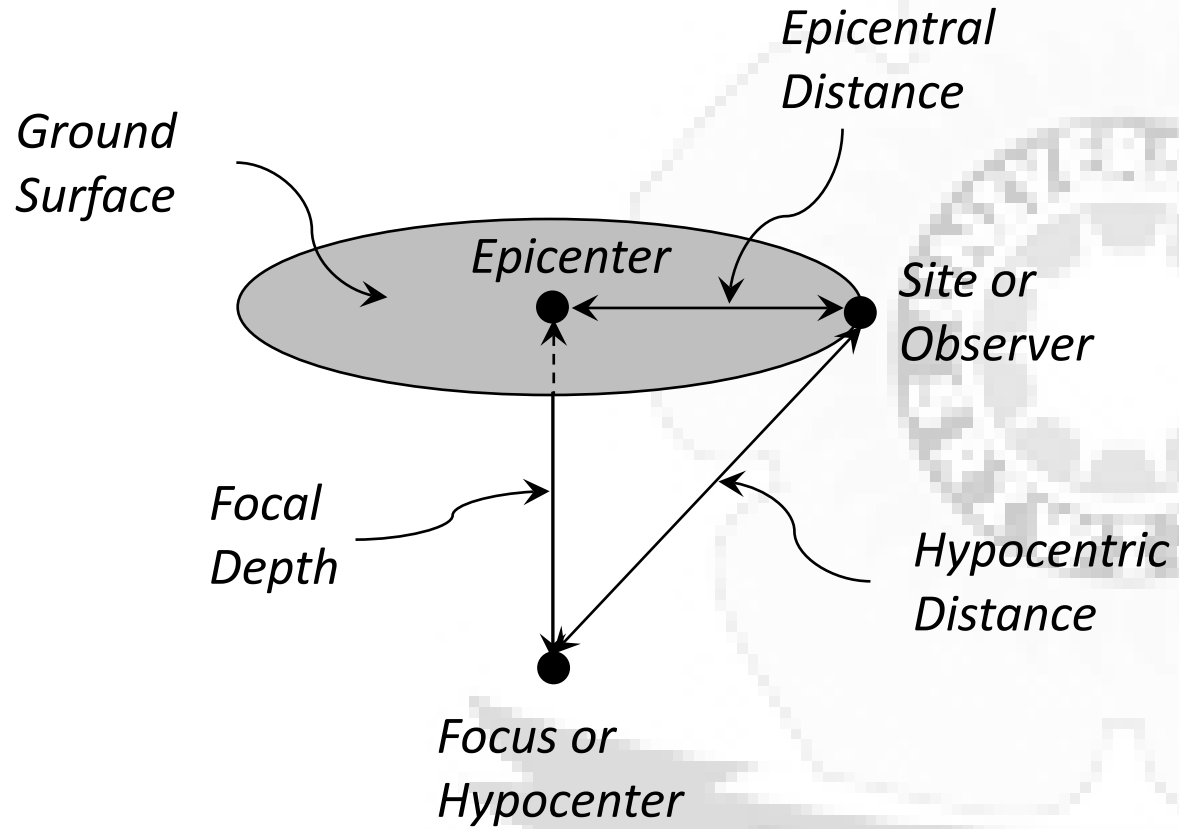 Epicentral
Distance
Ground
Surface
Epicenter
Site or
Observer
Focal
Depth
Hypocentric
Distance
Focus or
Hypocenter